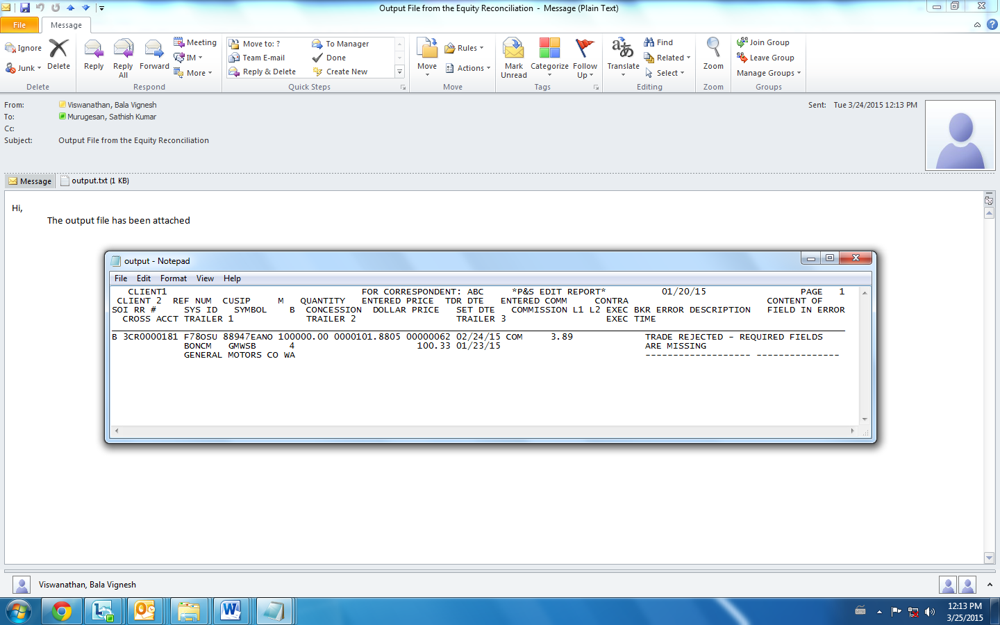 Output File from the Equity Reconciliation - Message (Plain Text)
File Message
Ignore
Junk
Delete
Delete
Reply
Reply All
Forward
Meeting
IM
More
Respond
Move to: ?
Team E-mail
Reply & Delete
To Manager
Done
Create New
Quick Steps
Move
Rules
Actions
Move
Mark Unread
Categorize
Follow Up
Tags
Translate
Find
Related
Select
Editing
Zoom
Zoom
Join Group
Leave Group
Manage Groups
Groups
From: Viswanathan, Bala Vignesh
Sent: Tue 3/24/2015 12:13 PM
To: Murugesan, Sathish Kumar
Cc:
Subject: Output File from the Equity Reconciliation
Message output.txt (1 KB)
Hi,
The output file has been attached
output - Notepad
File Edit Format View Help
CLIENT1 FOR CORRESPONDENT: ABC *P&S EDIT REPORT* 01/20/15 PAGE 1
CLIENT 2 REF NUM CUSIP M QUANTITY ENTERED PRICE TDR DTE ENTERED COMM CONTRA CONTENT OF
SOI RR # SYS ID SYMBOL B CONCESSION DOLLAR PRICE SET DTE COMMISSION L1 L2 EXEC BKR ERROR DESCRIPTION FIELD IN ERROR
CROSS ACCT TRAILER 1 TRAILER 2 TRAILER 3 EXEC TIME
B 3CR0000181 F780SU 88947EANO 100000.00 0000101.8805 00000062 02/24/15 COM 3.89 TRADE REJECTED - REQUIRED FIELDS
BONCM GMWSB 4 100.33 01/23/15 ARE MISSING
GENERAL MOTORS CO WA ------------------- ---------------
Viswanathan, Bala Vignesh
12:13 PM
3/25/2015